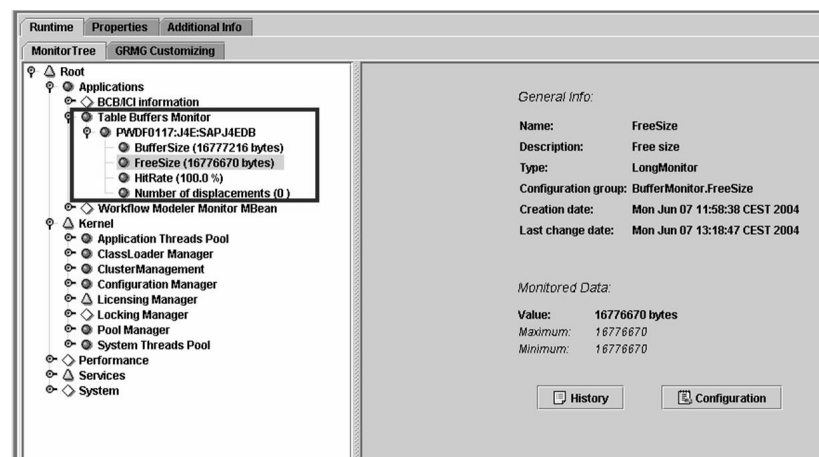 Runtime Properties Additional Info
MonitorTree GRMG Customizing
Root
Applications
BCB/ICI information
Table Buffers Monitor
PWDF0117:J4E:SAPJ4EDB
BufferSize (16777216 bytes)
FreeSize (16776670 bytes)
HitRate (100.0 %)
Number of displacements (0 )
Workflow Modeler Monitor MBean
Kernel
Application Threads Pool
ClassLoader Manager
ClusterManagement
Configuration Manager
Licensing Manager
Locking Manager
Pool Manager
System Threads Pool
Performance
Services
System
General Info:
Name: FreeSize
Description: Free size
Type: LongMonitor
Configuration group: BufferMonitor.FreeSize
Creation date: Mon Jun 07 11:58:38 CEST 2004
Last change date: Mon Jun 07 13:18:47 CEST 2004
Monitored Data:
Value: 16776670 bytes
Maximum: 16776670
Minimum: 16776670
History Configuration